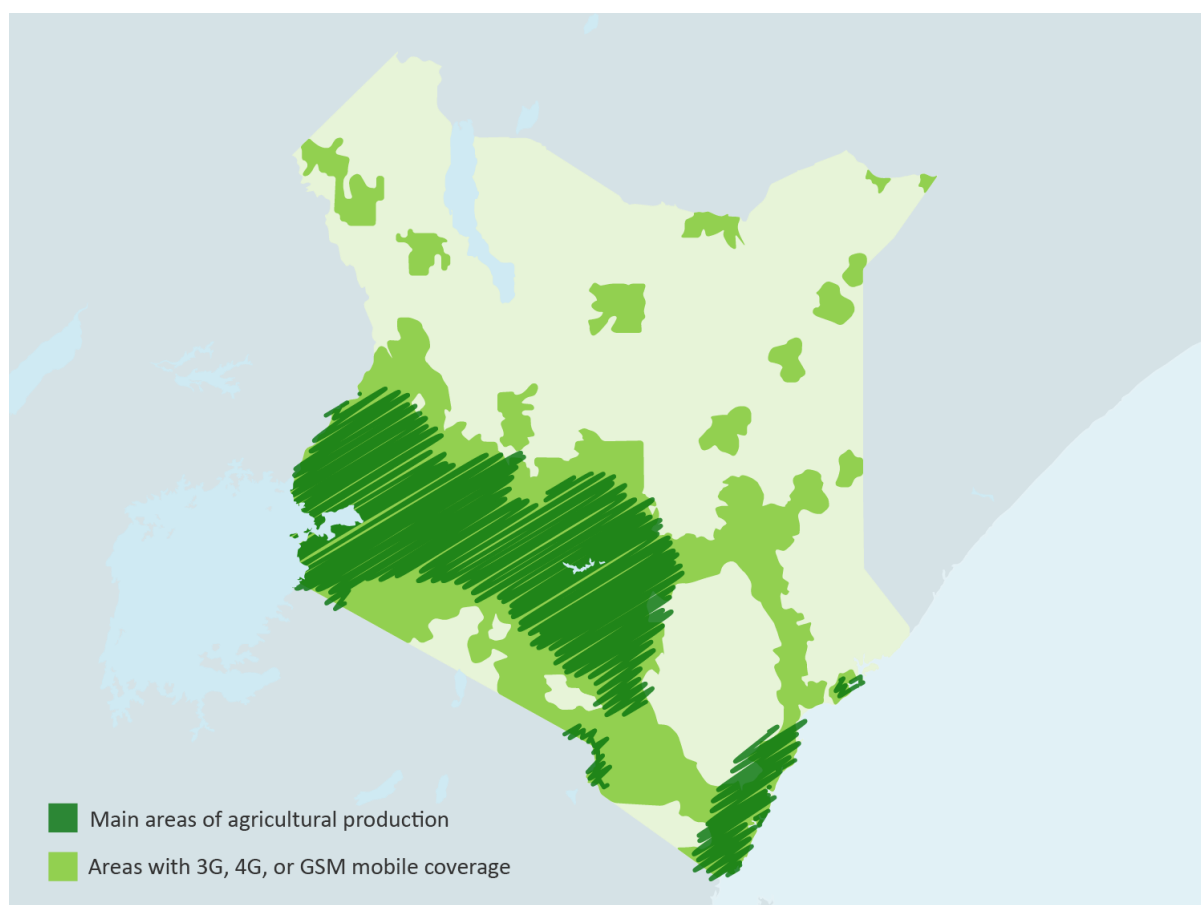 Main areas of agricultural production
Areas with 3G, 4G, or GSM mobile coverage